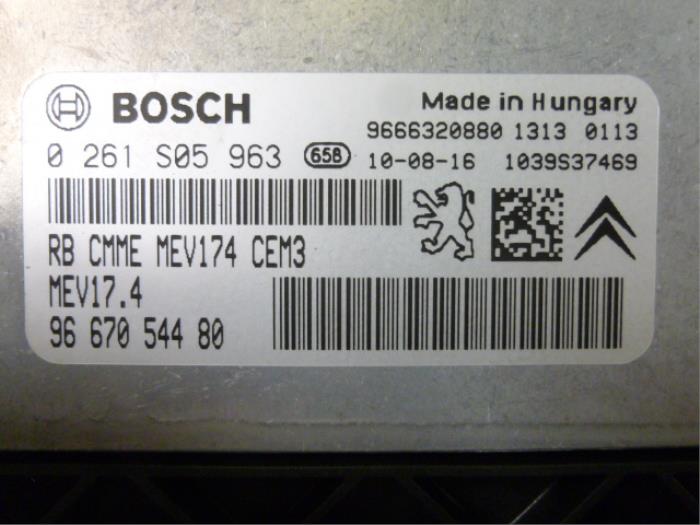 BOSCH
Made in Hungary
9666320880 1313 0113
0 261 S05 963 658 10-08-16 1039S37469
RB CMME MEV174 CEM3
MEV17.4
96 670 544 80